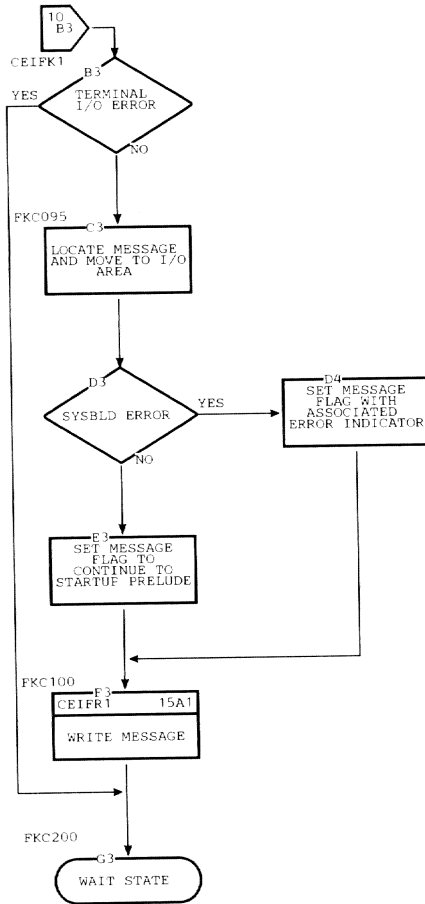 10
B3
CEIFK1
B3
YES
TERMINAL
I/O ERROR
NO
FKC095
C3
LOCATE MESSAGE
AND MOVE TO I/O
AREA
D3
SYSBLD ERROR
YES
D4
SET MESSAGE
FLAG WITH
ASSOCIATED
ERROR INDICATOR
NO
E3
SET MESSAGE
FLAG TO
CONTINUE TO
STARTUP PRELUDE
FKC100
F3
CEIFR1 15A1
WRITE MESSAGE
FKC200
G3
WAIT STATE